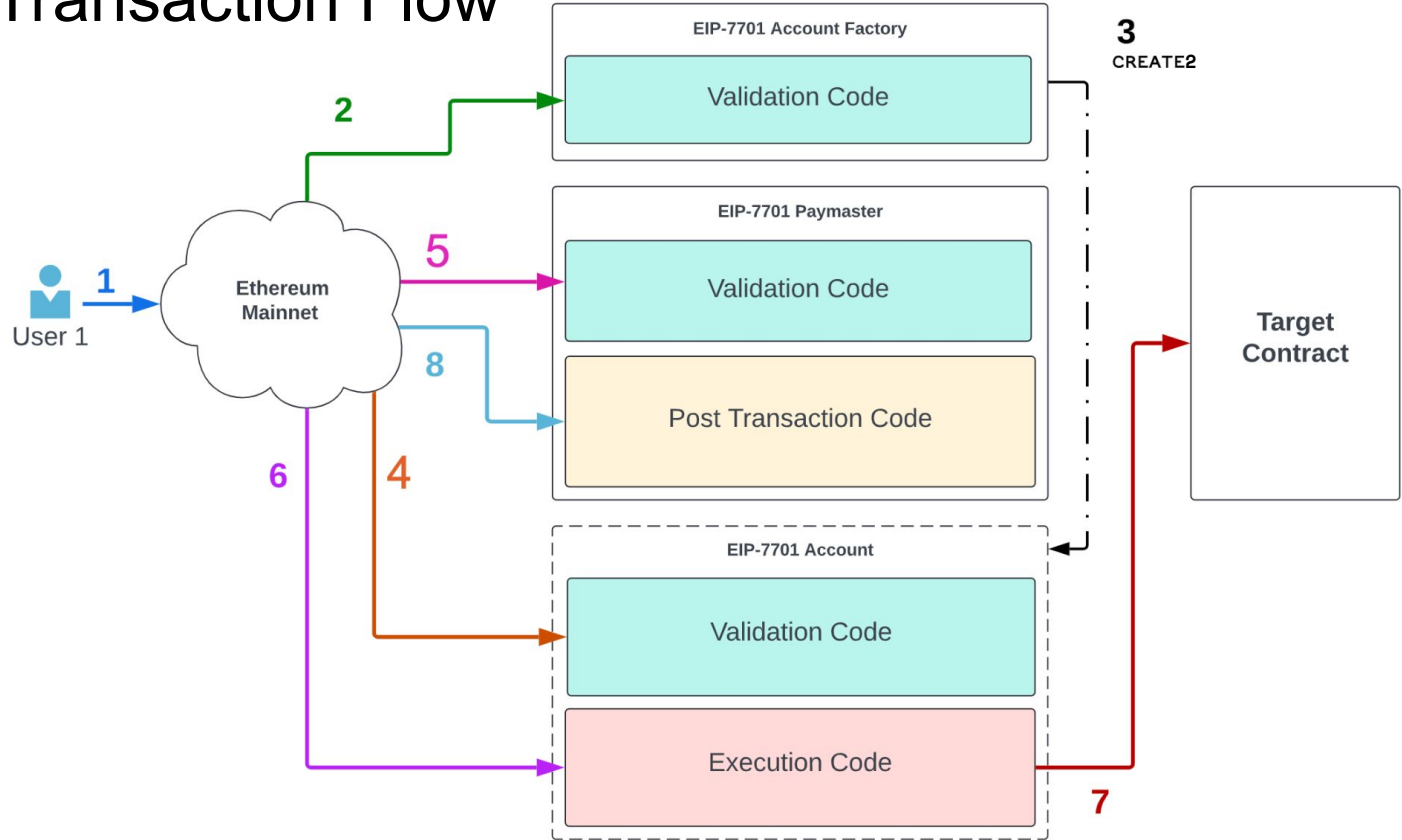 Transaction Flow
EIP-7701 Account Factory
3
CREATE2
Validation Code
2
EIP-7701 Paymaster
5
Validation Code
1
Ethereum
Mainnet
User 1
Target
Contract
8
Post Transaction Code
6
4
EIP-7701 Account
Validation Code
Execution Code
7